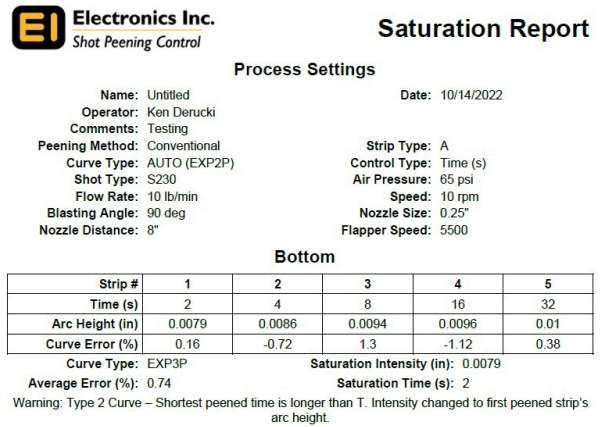 EI Electronics Inc.
Shot Peening Control
Saturation Report
Process Settings
Name: Untitled Date: 10/14/2022
Operator: Ken Derucki
Comments: Testing
Peening Method: Conventional Strip Type: A
Curve Type: AUTO (EXP2P) Control Type: Time (s)
Shot Type: S230 Air Pressure: 65 psi
Flow Rate: 10 lb/min Speed: 10 rpm
Blasting Angle: 90 deg Nozzle Size: 0.25"
Nozzle Distance: 8" Flapper Speed: 5500
Bottom
Strip # 1 2 3 4 5
Time (s) 2 4 8 16 32
Arc Height (in) 0.0079 0.0086 0.0094 0.0096 0.01
Curve Error (%) 0.16 -0.72 1.3 -1.12 0.38
Curve Type: EXP3P Saturation Intensity (in): 0.0079
Average Error (%): 0.74 Saturation Time (s): 2
Warning: Type 2 Curve – Shortest peened time is longer than T. Intensity changed to first peened strip's
arc height.